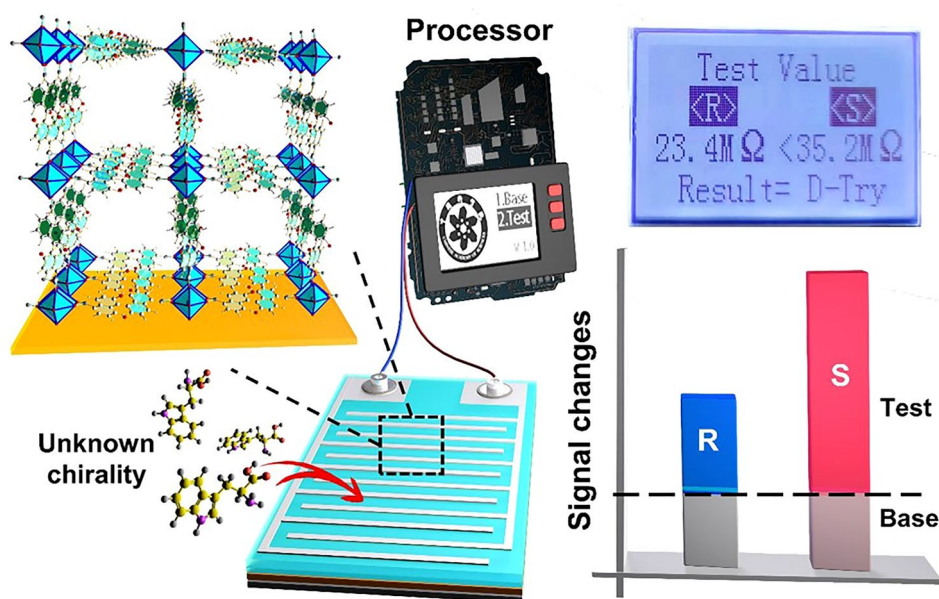 Processor
1.Base
2.Test
V 1.0
Test Value
<R> <S>
23.4MΩ <35.2MΩ
Result= D-Try
Unknown
chirality
Signal changes
R
S
Test
Base